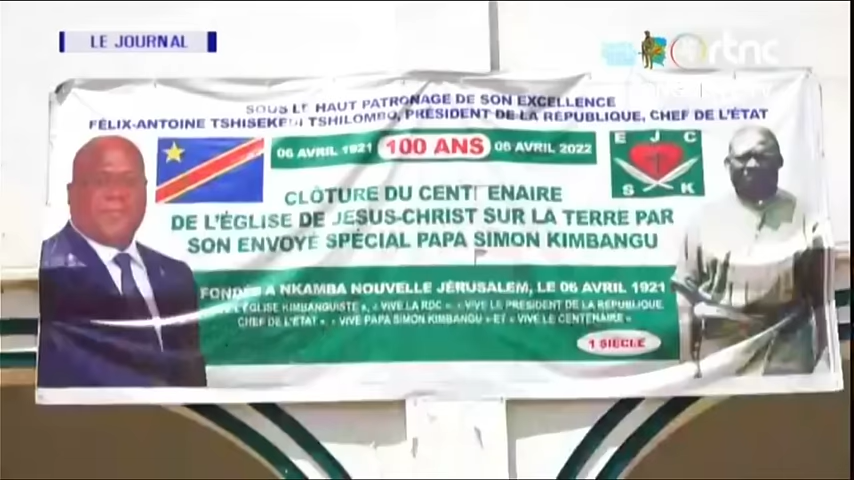 LE JOURNAL
rtnc
SOUS LE HAUT PATRONAGE DE SON EXCELLENCE
FÉLIX-ANTOINE TSHISEKEDI TSHILOMBO, PRÉSIDENT DE LA RÉPUBLIQUE, CHEF DE L'ÉTAT
06 AVRIL 1921 100 ANS 06 AVRIL 2022
E J C
S K
CLÔTURE DU CENTENAIRE
DE L'ÉGLISE DE JESUS-CHRIST SUR LA TERRE PAR
SON ENVOYÉ SPÉCIAL PAPA SIMON KIMBANGU
FONDÉE A NKAMBA NOUVELLE JÉRUSALEM, LE 06 AVRIL 1921
L'ÉGLISE KIMBANGUISTE », « VIVE LA RDC » « VIVE LE PRÉSIDENT DE LA RÉPUBLIQUE,
CHEF DE L'ÉTAT », « VIVE PAPA SIMON KIMBANGU » ET « VIVE LE CENTENAIRE »
1 SIÈCLE